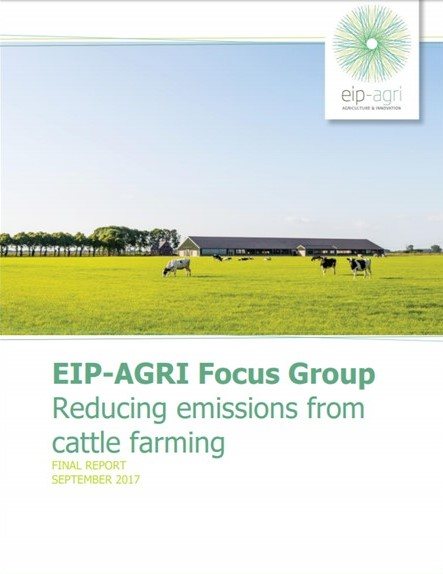 eip-agri
AGRICULTURE & INNOVATION
EIP-AGRI Focus Group
Reducing emissions from
cattle farming
FINAL REPORT
SEPTEMBER 2017